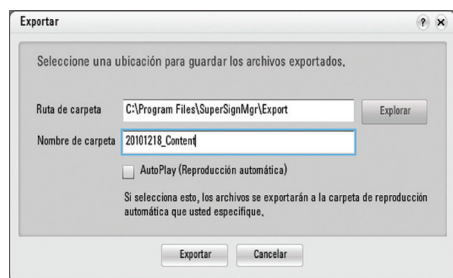 Exportar
Seleccione una ubicación para guardar los archivos exportados.
Ruta de carpeta C:\Program Files\SuperSignMgr\Export Explorar
Nombre de carpeta 20101218_Content
AutoPlay (Reproducción automática)
Si selecciona esto, los archivos se exportarán a la carpeta de reproducción
automática que usted especifique.
Exportar Cancelar